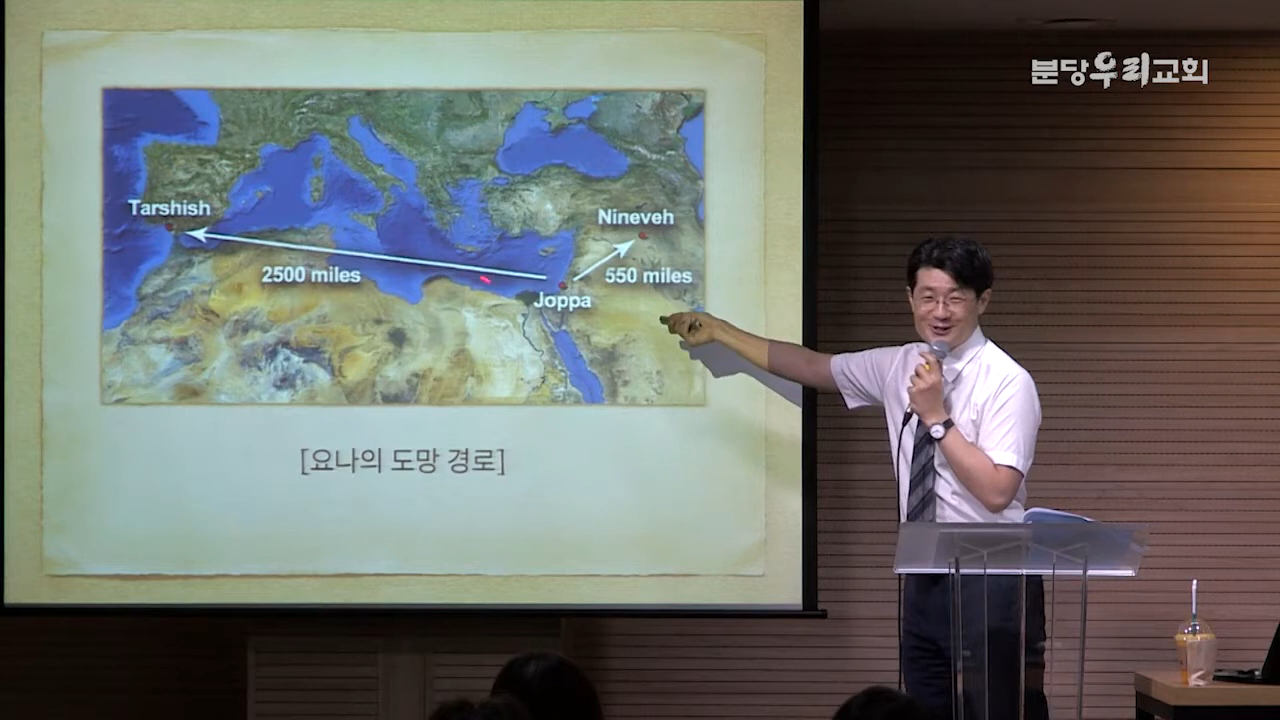 분당우리교회
Tarshish
Nineveh
2500 miles
550 miles
Joppa
[요나의 도망 경로]